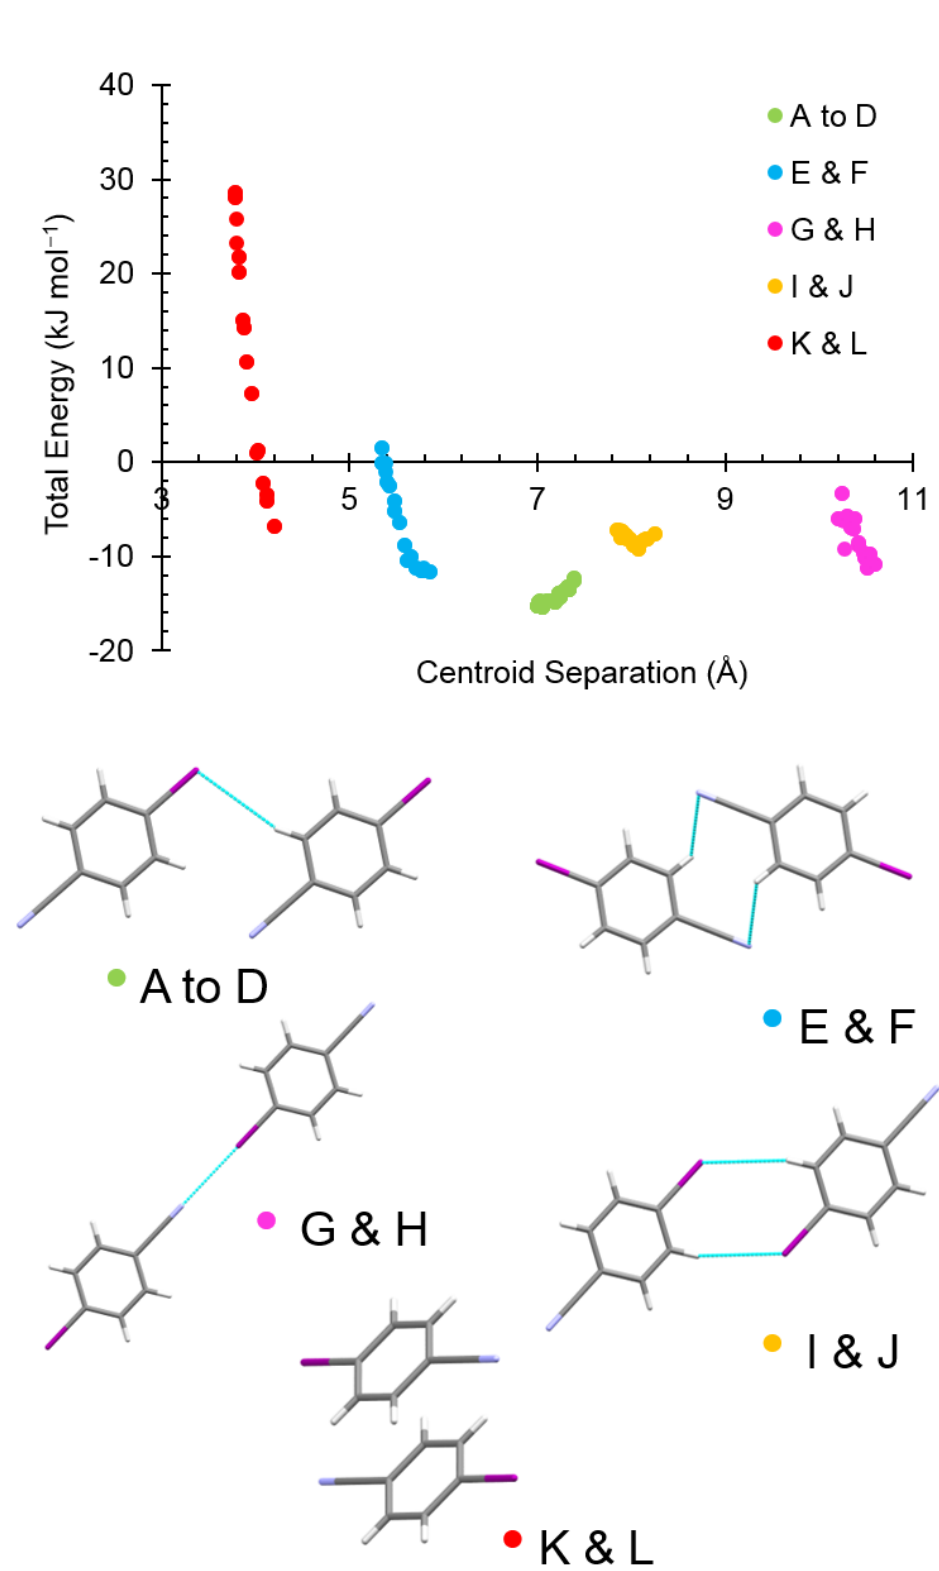 40
30
20
10
0
-10
-20
3
5
7
9
11
Total Energy (kJ mol⁻¹)
Centroid Separation (Å)
A to D
E & F
G & H
I & J
K & L
A to D
E & F
G & H
I & J
K & L